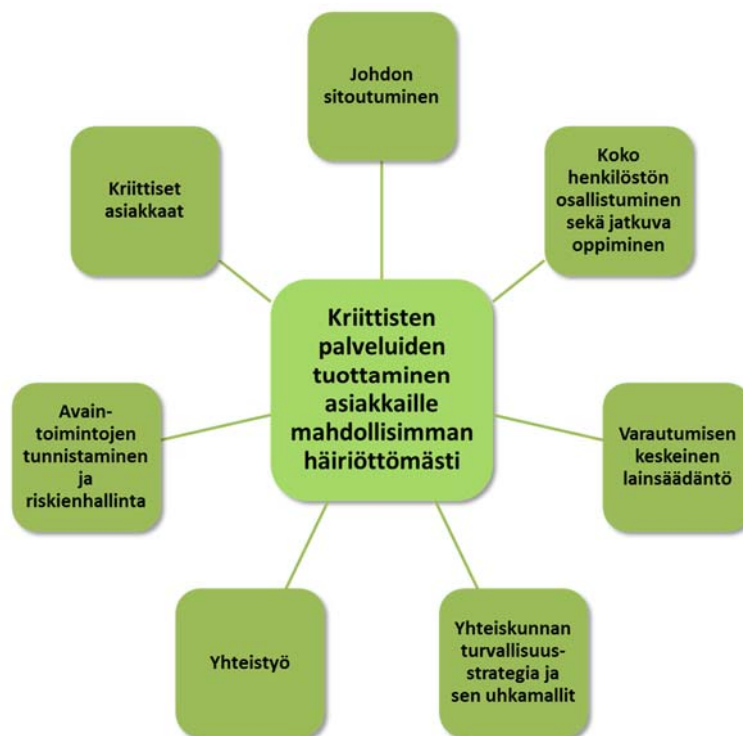 Johdon
sitoutuminen
Koko
henkilöstön
osallistuminen
sekä jatkuva
oppiminen
Kriittiset
asiakkaat
Kriittisten
palveluiden
tuottaminen
asiakkaille
mahdollisimman
häiriöttömästi
Avain-
toimintojen
tunnistaminen
ja
riskienhallinta
Varautumisen
keskeinen
lainsäädäntö
Yhteistyö
Yhteiskunnan
turvallisuus-
strategia ja
sen uhkamallit